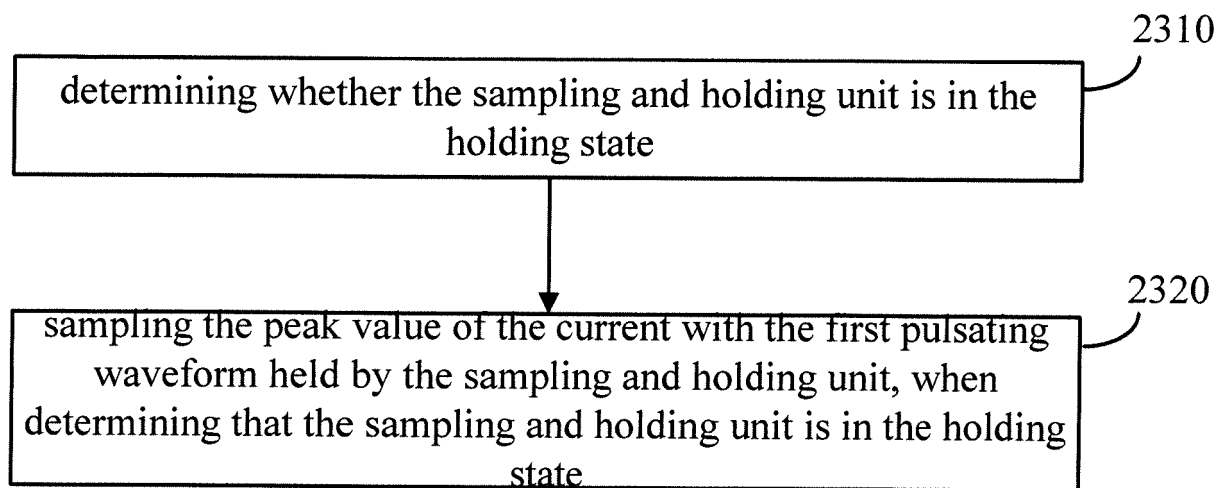 2310
determining whether the sampling and holding unit is in the
holding state
2320
sampling the peak value of the current with the first pulsating
waveform held by the sampling and holding unit, when
determining that the sampling and holding unit is in the holding
state